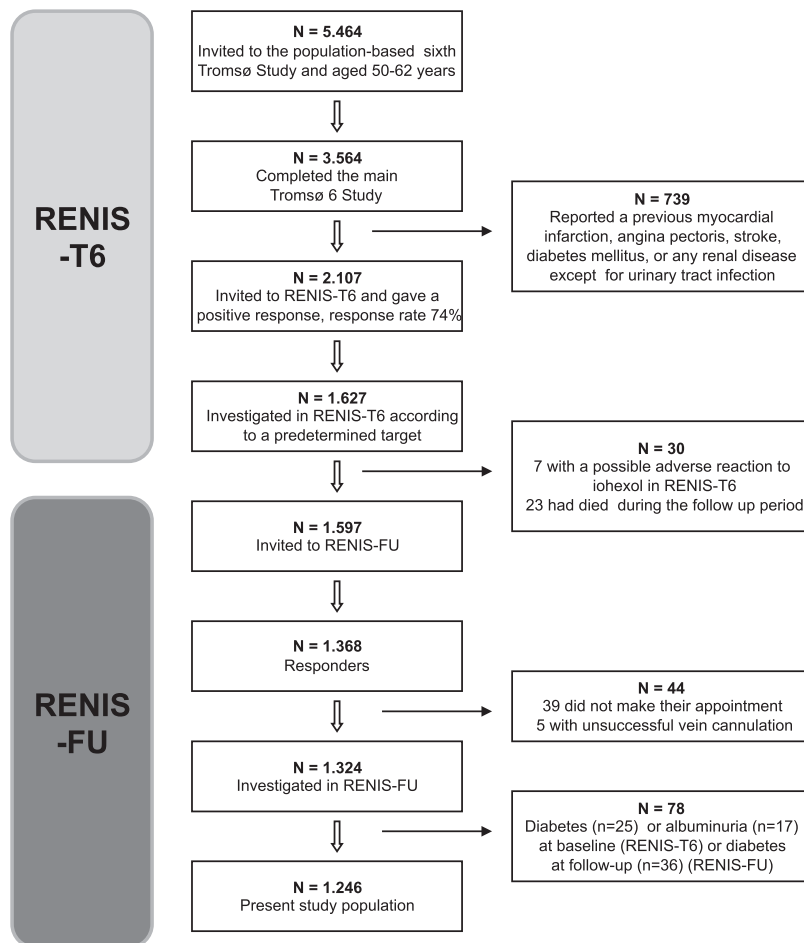 RENIS
-T6
N = 5.464
Invited to the population-based sixth
Tromsø Study and aged 50-62 years
N = 3.564
Completed the main
Tromsø 6 Study
N = 739
Reported a previous myocardial
infarction, angina pectoris, stroke,
diabetes mellitus, or any renal disease
except for urinary tract infection
N = 2.107
Invited to RENIS-T6 and gave a
positive response, response rate 74%
N = 1.627
Investigated in RENIS-T6 according
to a predetermined target
N = 30
7 with a possible adverse reaction to
iohexol in RENIS-T6
23 had died during the follow up period
RENIS
-FU
N = 1.597
Invited to RENIS-FU
N = 1.368
Responders
N = 44
39 did not make their appointment
5 with unsuccessful vein cannulation
N = 1.324
Investigated in RENIS-FU
N = 78
Diabetes (n=25) or albuminuria (n=17)
at baseline (RENIS-T6) or diabetes
at follow-up (n=36) (RENIS-FU)
N = 1.246
Present study population